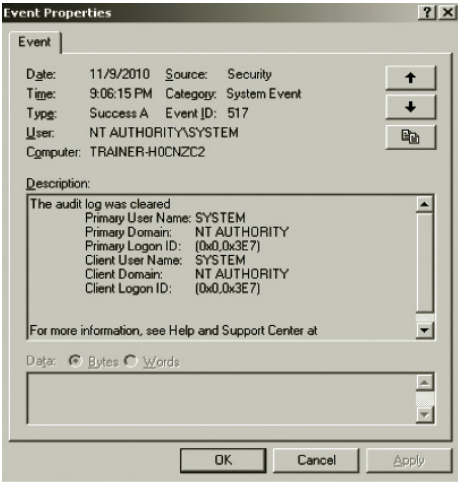 Event Properties
Event
Date: 11/9/2010 Source: Security
Time: 9:06:15 PM Category: System Event
Type: Success A Event ID: 517
User: NT AUTHORITY\SYSTEM
Computer: TRAINER-H0CNZC2
Description:
The audit log was cleared
Primary User Name: SYSTEM
Primary Domain: NT AUTHORITY
Primary Logon ID: (0x0,0x3E7)
Client User Name: SYSTEM
Client Domain: NT AUTHORITY
Client Logon ID: (0x0,0x3E7)
For more information, see Help and Support Center at
Data: Bytes Words
OK Cancel Apply